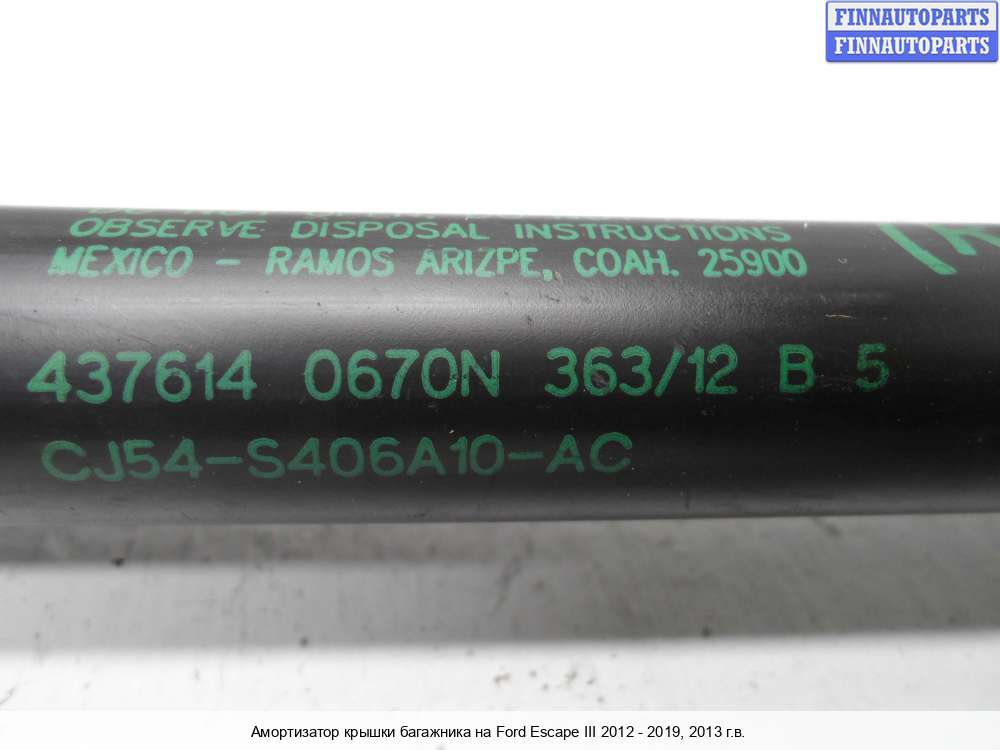 FINNAUTOPARTS
FINNAUTOPARTS
OBSERVE DISPOSAL INSTRUCTIONS
MEXICO - RAMOS ARIZPE, COAH. 25900
437614 0670N 363/12 B 5
CJ54-S406A10-AC
Амортизатор крышки багажника на Ford Escape III 2012 - 2019, 2013 г.в.